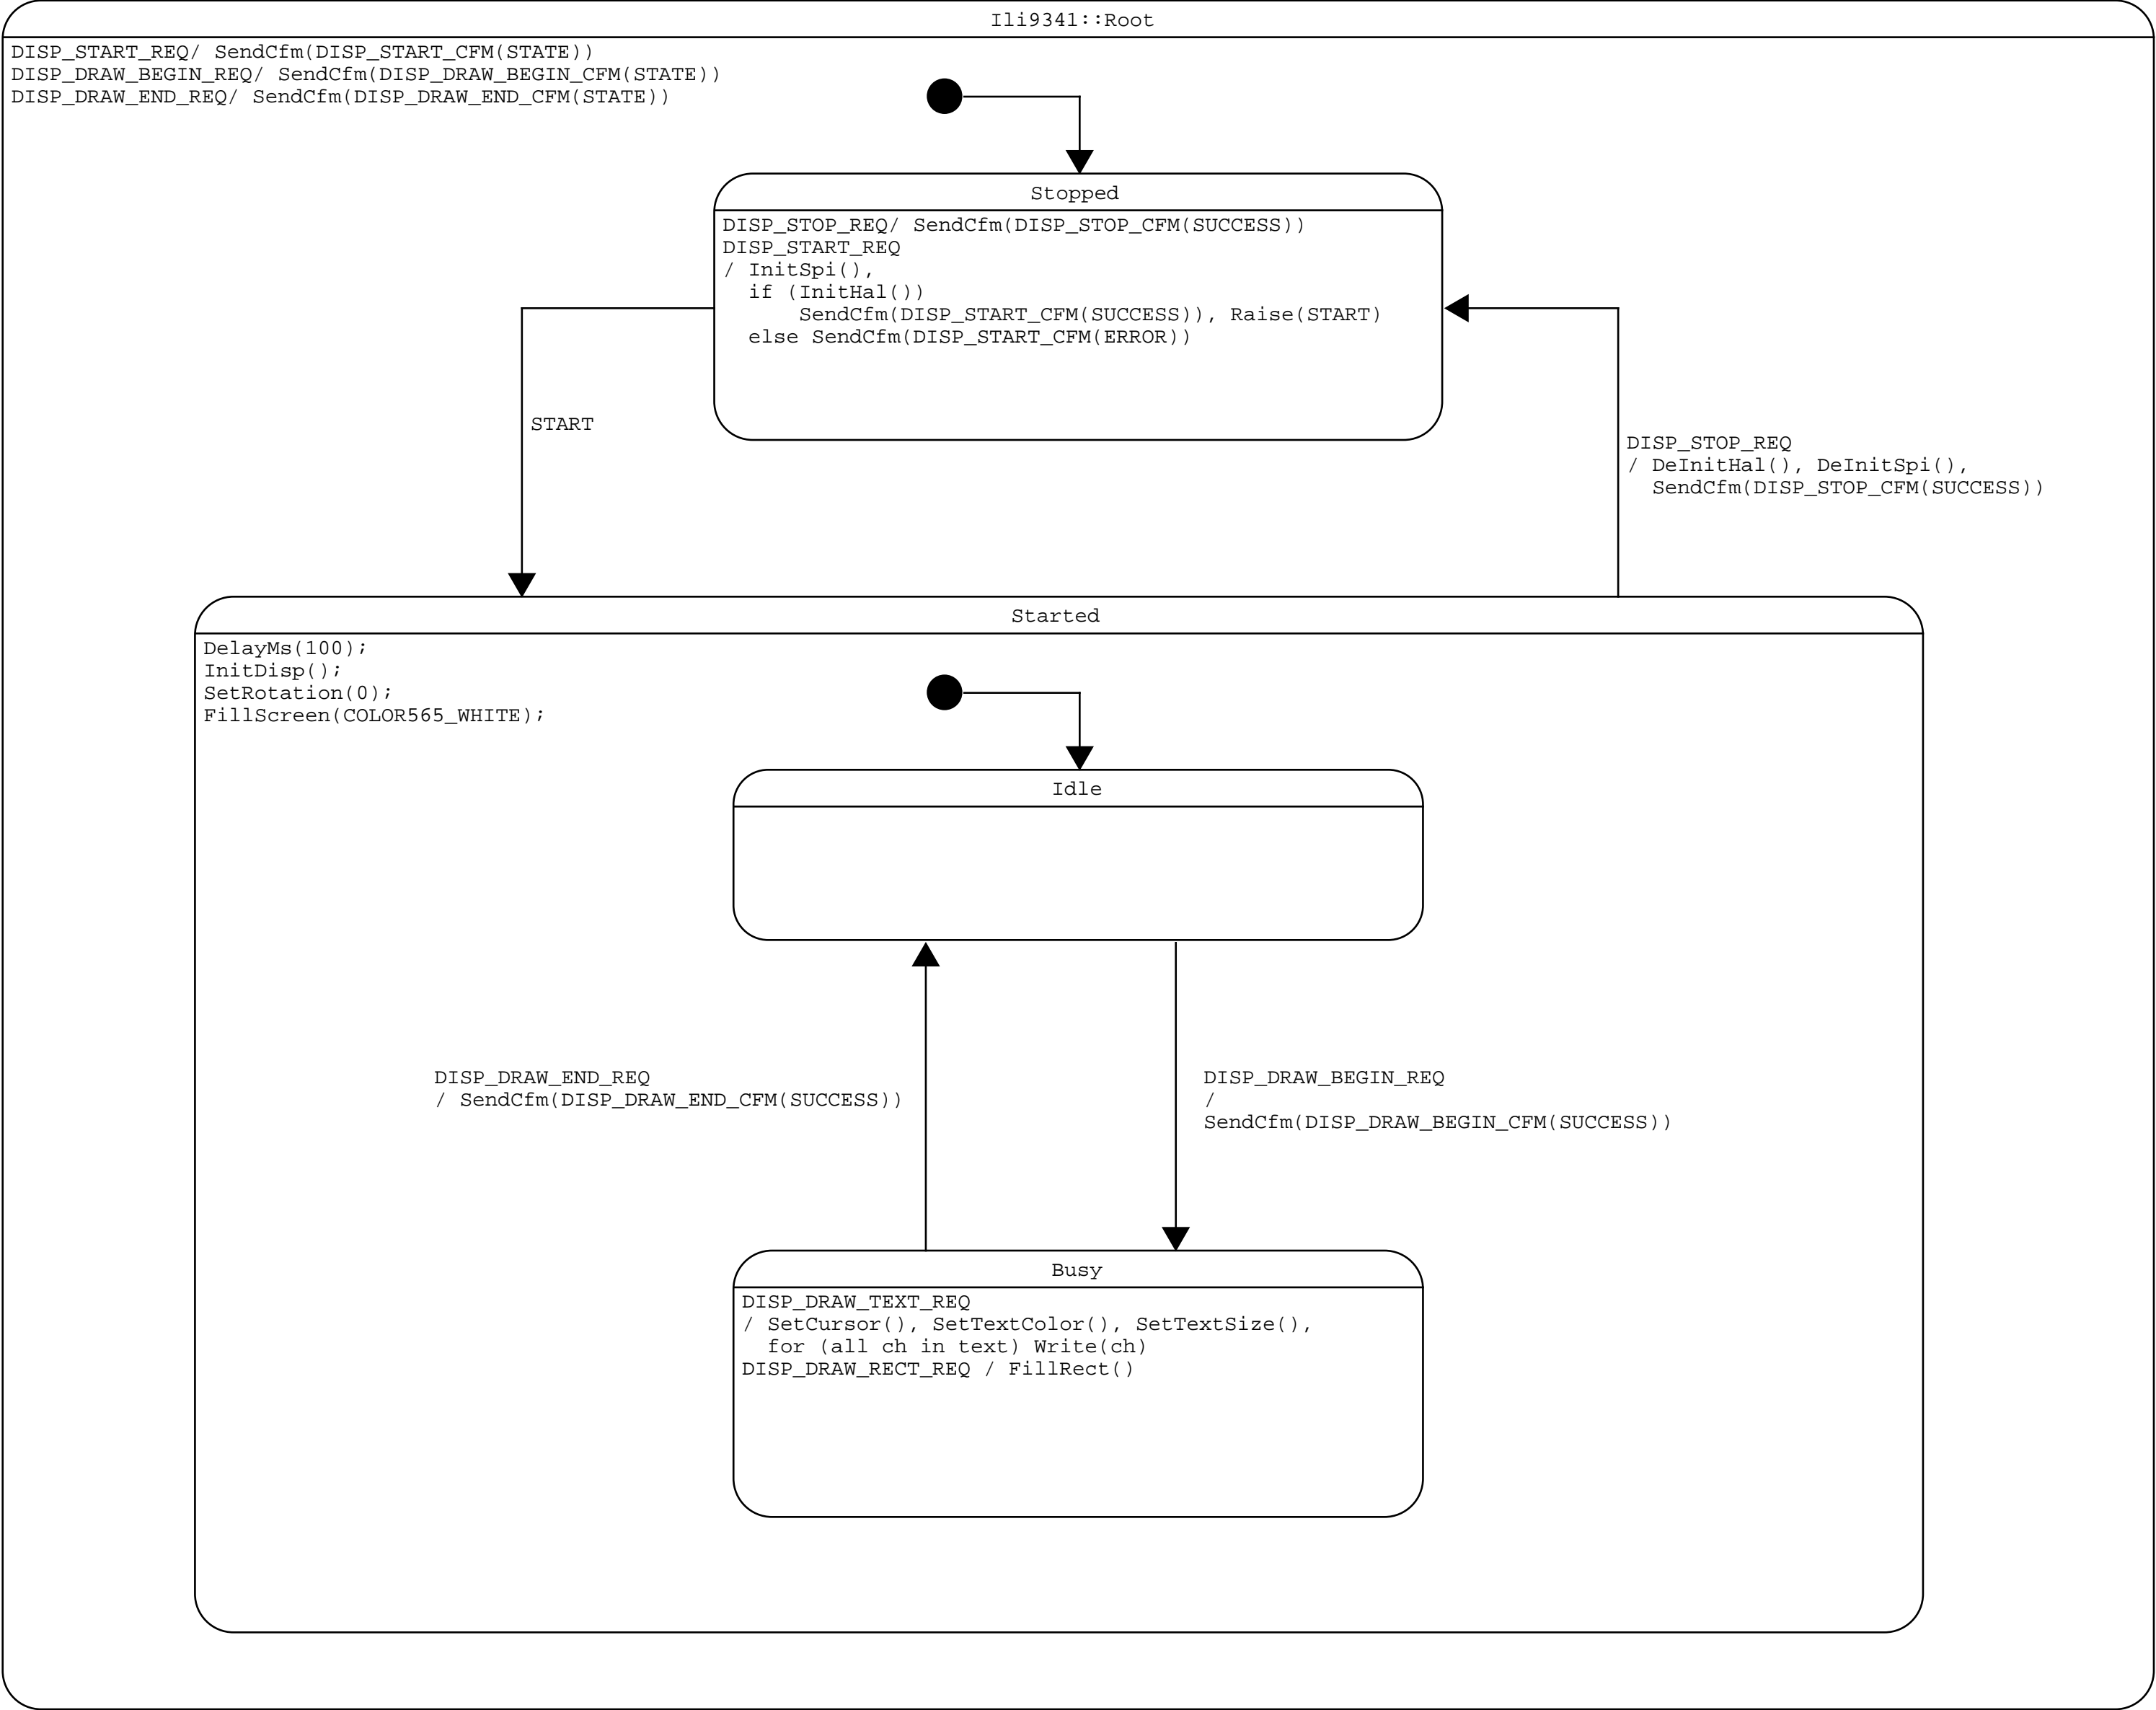 Ili9341::Root
DISP_START_REQ/ SendCfm(DISP_START_CFM(STATE))
DISP_DRAW_BEGIN_REQ/ SendCfm(DISP_DRAW_BEGIN_CFM(STATE))
DISP_DRAW_END_REQ/ SendCfm(DISP_DRAW_END_CFM(STATE))
Stopped
DISP_STOP_REQ/ SendCfm(DISP_STOP_CFM(SUCCESS))
DISP_START_REQ
/ InitSpi(),
  if (InitHal())
      SendCfm(DISP_START_CFM(SUCCESS)), Raise(START)
  else SendCfm(DISP_START_CFM(ERROR))
START
DISP_STOP_REQ
/ DeInitHal(), DeInitSpi(),
  SendCfm(DISP_STOP_CFM(SUCCESS))
Started
DelayMs(100);
InitDisp();
SetRotation(0);
FillScreen(COLOR565_WHITE);
Idle
DISP_DRAW_END_REQ
/ SendCfm(DISP_DRAW_END_CFM(SUCCESS))
DISP_DRAW_BEGIN_REQ
/
SendCfm(DISP_DRAW_BEGIN_CFM(SUCCESS))
Busy
DISP_DRAW_TEXT_REQ
/ SetCursor(), SetTextColor(), SetTextSize(),
  for (all ch in text) Write(ch)
DISP_DRAW_RECT_REQ / FillRect()